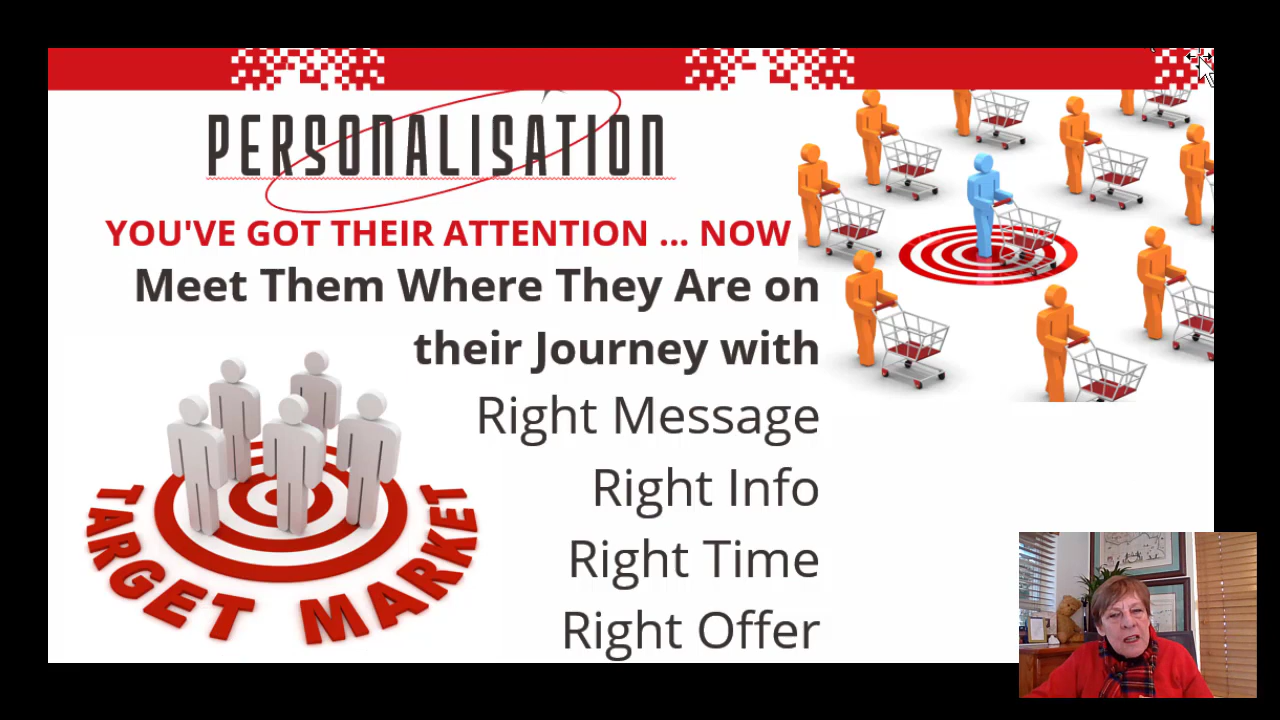 PERSONALISATION
YOU'VE GOT THEIR ATTENTION ... NOW
Meet Them Where They Are on
their Journey with
Right Message
Right Info
Right Time
Right Offer
TARGET MARKET